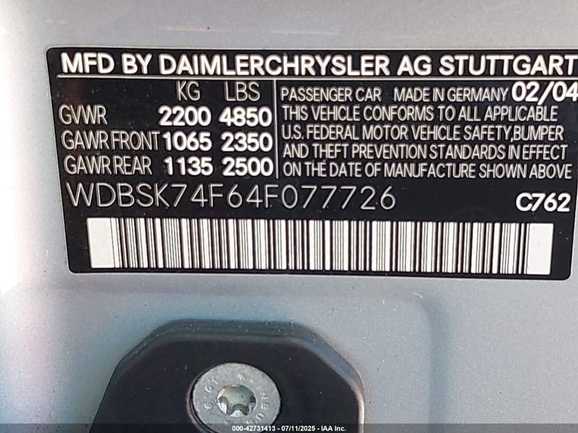 MFD BY DAIMLERCHRYSLER AG STUTTGART
KG LBS
GVWR 2200 4850
GAWR FRONT 1065 2350
GAWR REAR 1135 2500
PASSENGER CAR MADE IN GERMANY 02/04
THIS VEHICLE CONFORMS TO ALL APPLICABLE
U.S. FEDERAL MOTOR VEHICLE SAFETY, BUMPER
AND THEFT PREVENTION STANDARDS IN EFFECT
ON THE DATE OF MANUFACTURE SHOWN ABOVE
WDBSK74F64F077726
C762
000-42731413 - 07/11/2025 - IAA Inc.